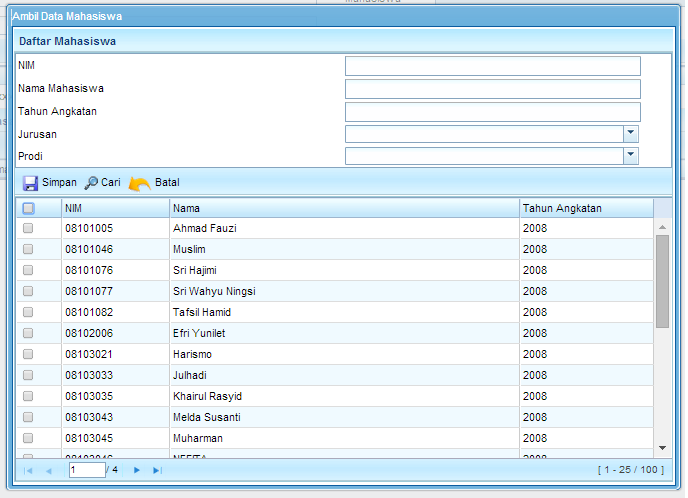 Ambil Data Mahasiswa
Daftar Mahasiswa
NIM
Nama Mahasiswa
Tahun Angkatan
Jurusan
Prodi
Simpan Cari Batal
NIM Nama Tahun Angkatan
08101005 Ahmad Fauzi 2008
08101046 Muslim 2008
08101076 Sri Hajimi 2008
08101077 Sri Wahyu Ningsi 2008
08101082 Tafsil Hamid 2008
08102006 Efri Yunilet 2008
08103021 Harismo 2008
08103033 Julhadi 2008
08103035 Khairul Rasyid 2008
08103043 Melda Susanti 2008
08103045 Muharman 2008
1 / 4 [ 1 - 25 / 100 ]